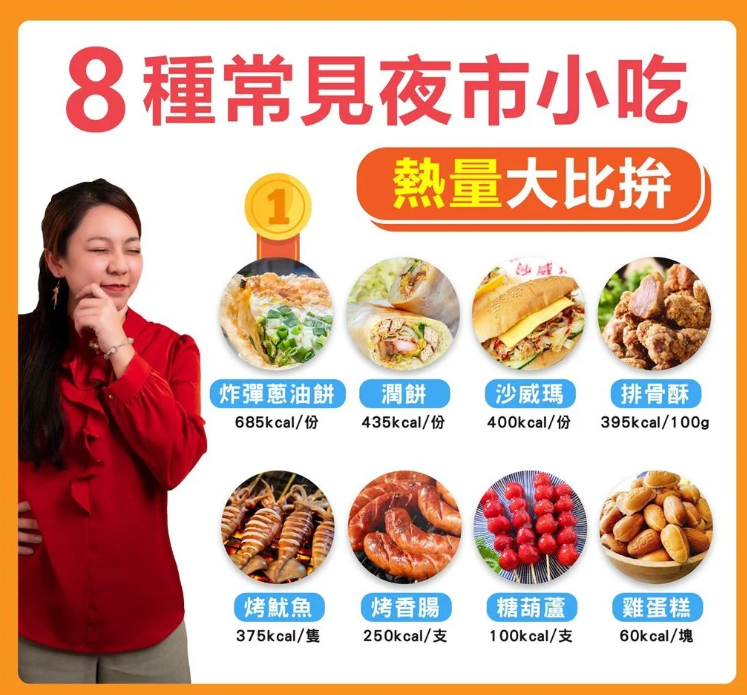 8種常見夜市小吃
熱量大比拚
1
沙威
炸彈蔥油餅
潤餅
沙威瑪
排骨酥
685kcal/份
435kcal/份
400kcal/份
395kcal/100g
烤魷魚
烤香腸
糖葫蘆
雞蛋糕
375kcal/隻
250kcal/支
100kcal/支
60kcal/塊